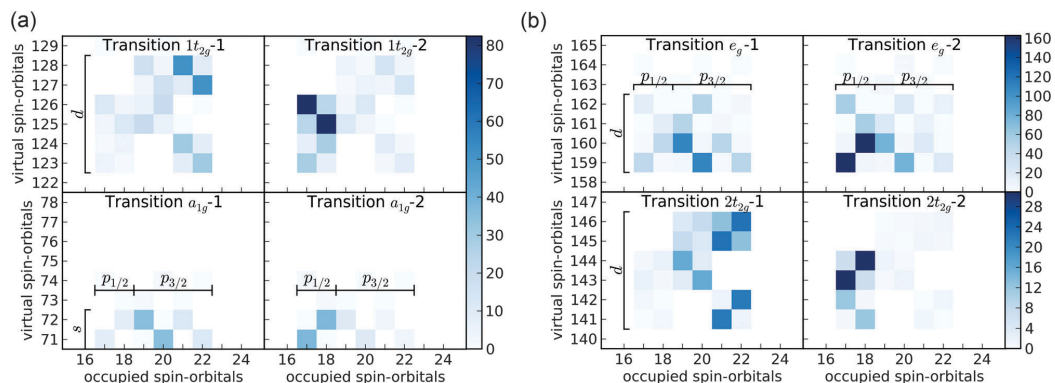 (a)
Transition 1t2g-1
Transition 1t2g-2
virtual spin-orbitals
129
128
127
126
125
124
123
122
d
80
70
60
50
40
30
20
10
0
Transition a1g-1
Transition a1g-2
virtual spin-orbitals
78
77
76
75
74
73
72
71
p1/2
p3/2
p1/2
p3/2
s
16 18 20 22 24
16 18 20 22 24
occupied spin-orbitals
occupied spin-orbitals
(b)
Transition eg-1
Transition eg-2
virtual spin-orbitals
165
164
163
162
161
160
159
158
p1/2
p3/2
p1/2
p3/2
d
160
140
120
100
80
60
40
20
0
Transition 2t2g-1
Transition 2t2g-2
virtual spin-orbitals
147
146
145
144
143
142
141
140
d
28
24
20
16
12
8
4
0
16 18 20 22 24
16 18 20 22 24
occupied spin-orbitals
occupied spin-orbitals